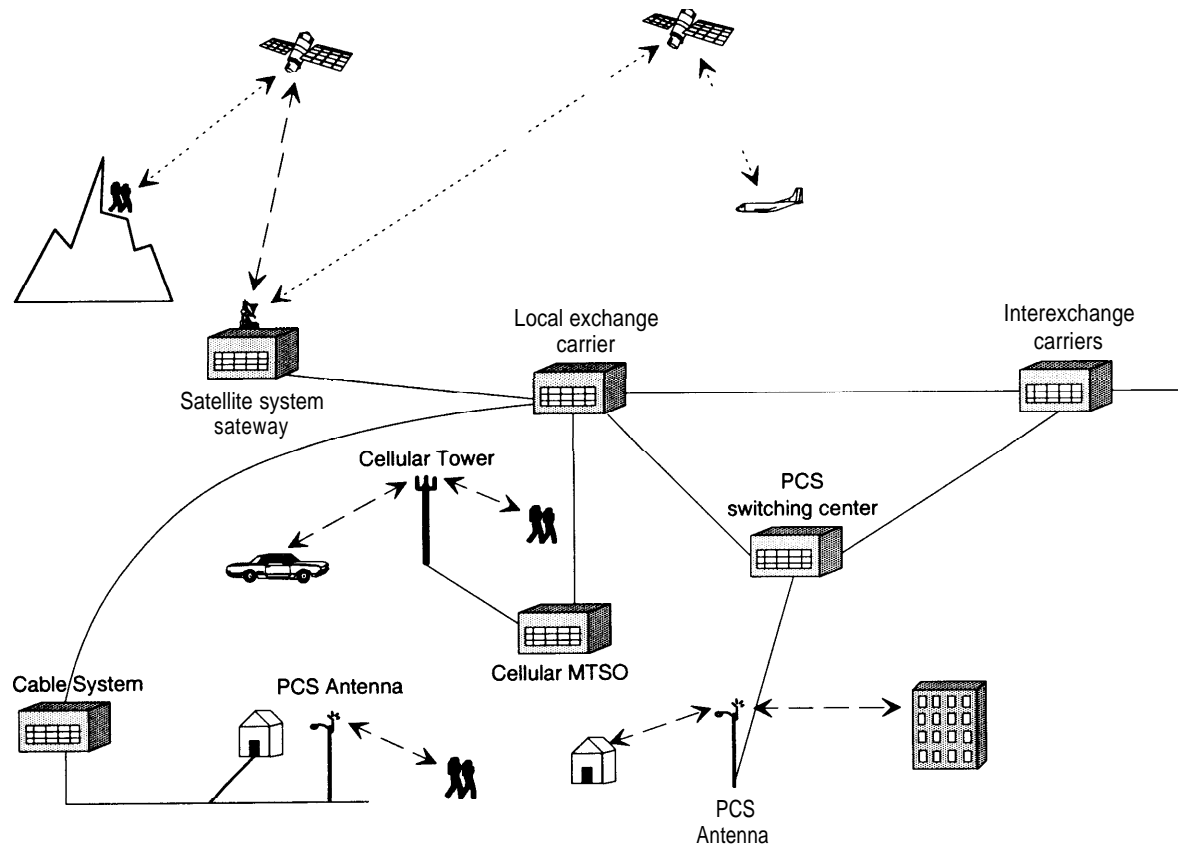 Local exchange
carrier
Interexchange
carriers
Satellite system
sateway
Cellular Tower
PCS
switching center
Cellular MTSO
Cable System
PCS Antenna
PCS
Antenna